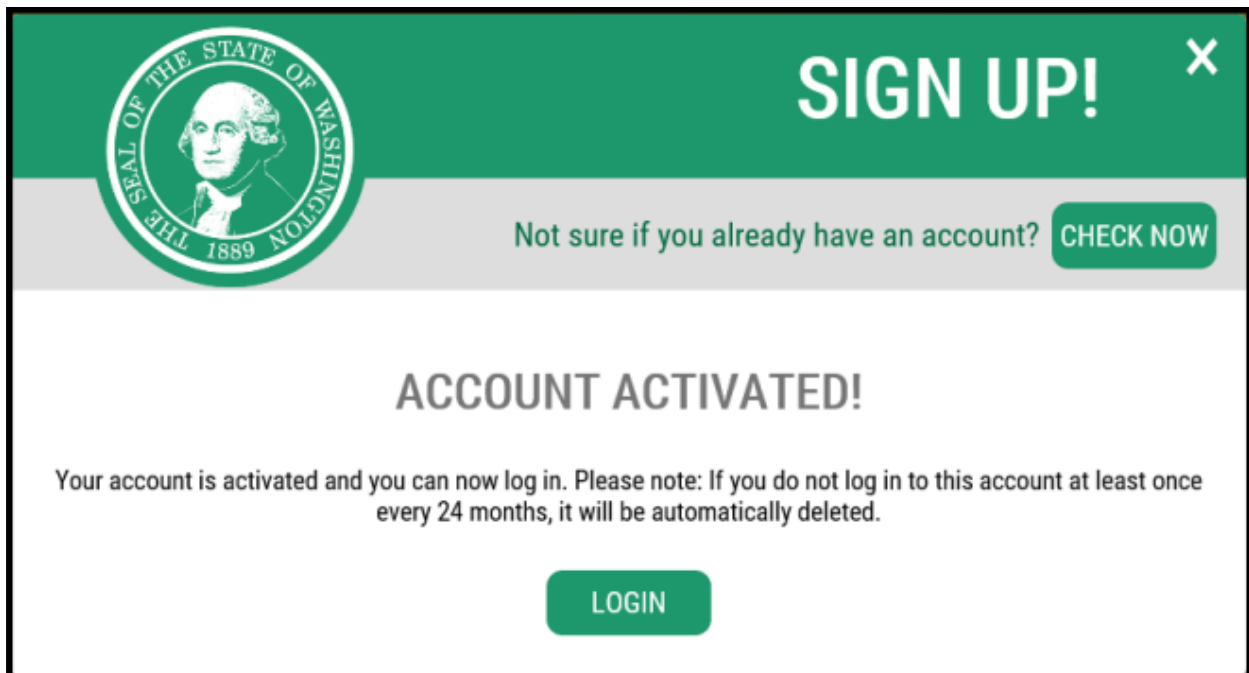 THE SEAL OF THE STATE OF WASHINGTON
1889
SIGN UP!
X
Not sure if you already have an account?
CHECK NOW
ACCOUNT ACTIVATED!
Your account is activated and you can now log in. Please note: If you do not log in to this account at least once
every 24 months, it will be automatically deleted.
LOGIN